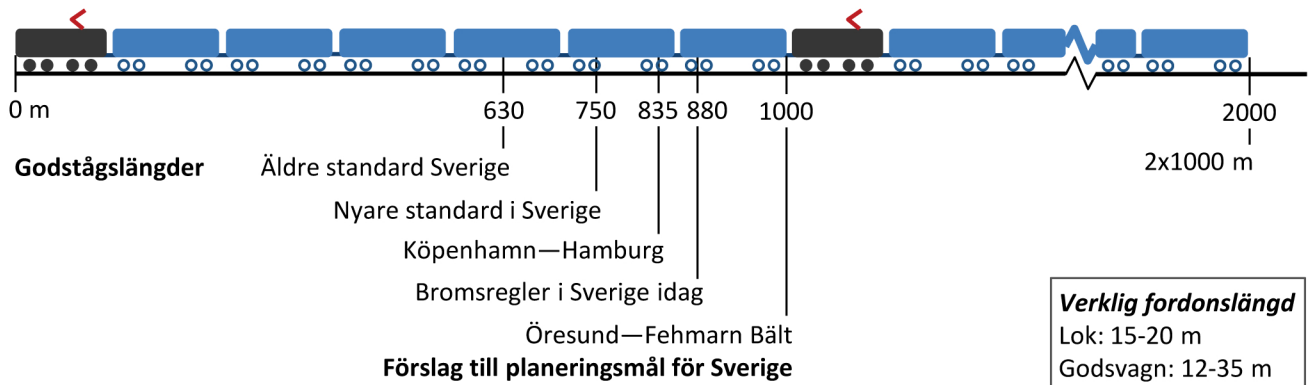 0 m
630
750
835
880
1000
2000
2x1000 m
Godstågslängder
Äldre standard Sverige
Nyare standard i Sverige
Köpenhamn—Hamburg
Bromsregler i Sverige idag
Öresund—Fehmarn Bält
Förslag till planeringsmål för Sverige
Verklig fordonslängd
Lok: 15-20 m
Godsvagn: 12-35 m